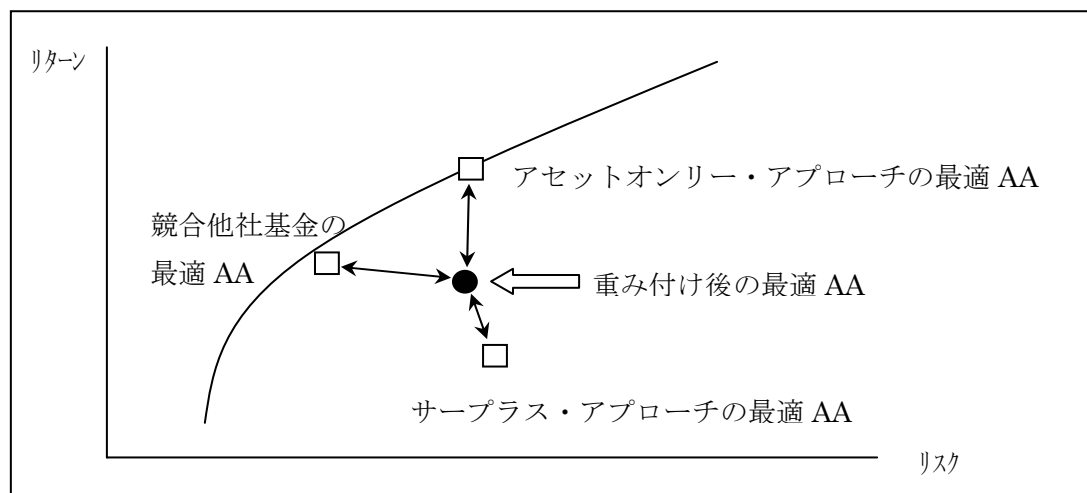 リターン
アセットオンリー・アプローチの最適 AA
競合他社基金の
最適 AA
重み付け後の最適 AA
サープラス・アプローチの最適 AA
リスク